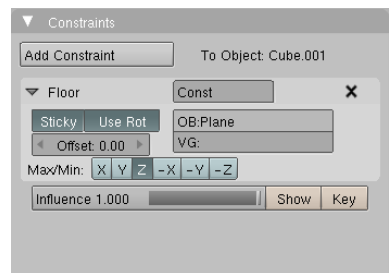 Constraints
Add Constraint To Object: Cube.001
Floor Const
Sticky Use Rot OB:Plane
Offset: 0.00 VG:
Max/Min: X Y Z -X -Y -Z
Influence 1.000 Show Key